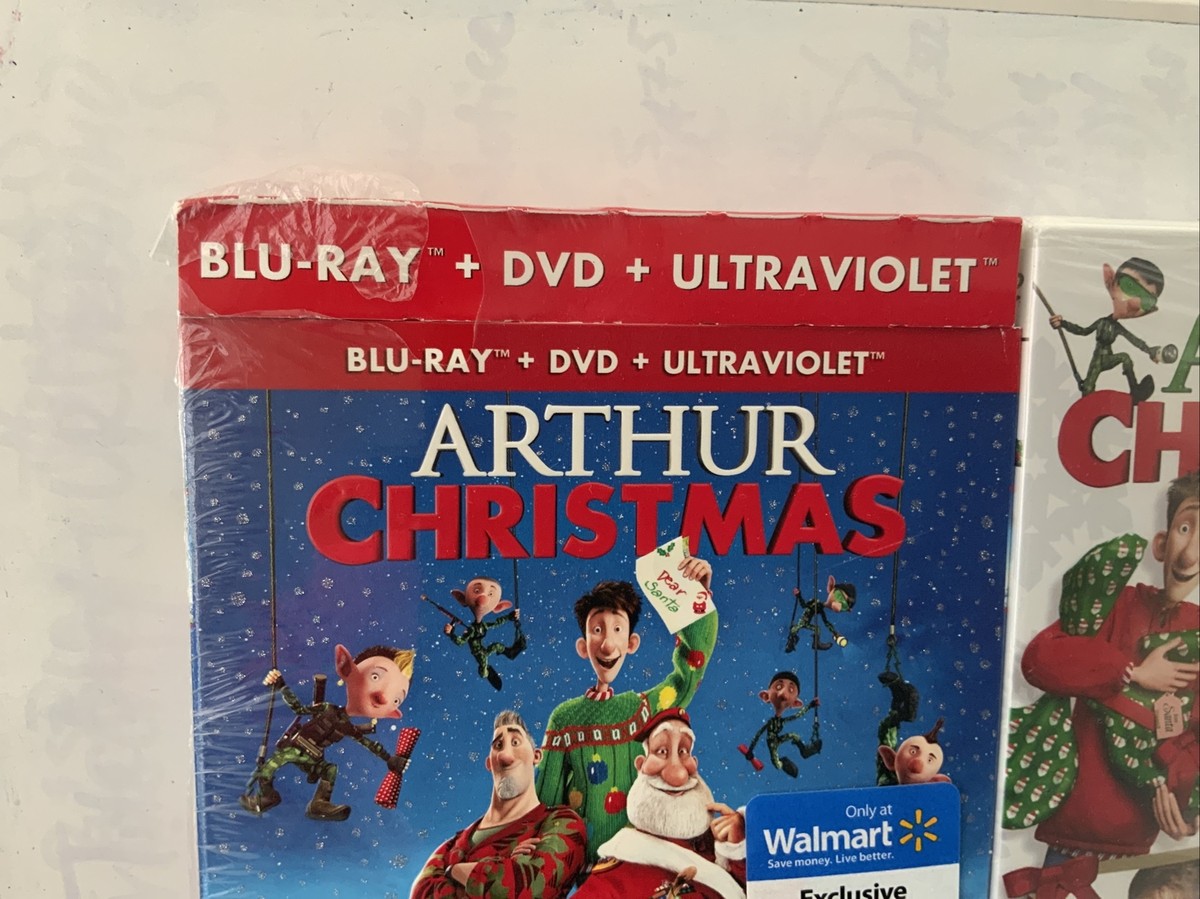 BLU-RAY™ + DVD + ULTRAVIOLET™
BLU-RAY™ + DVD + ULTRAVIOLET™
ARTHUR
CHRISTMAS
Dear
Santa
Only at
Walmart
Save money. Live better.
Exclusive
CH
Santa